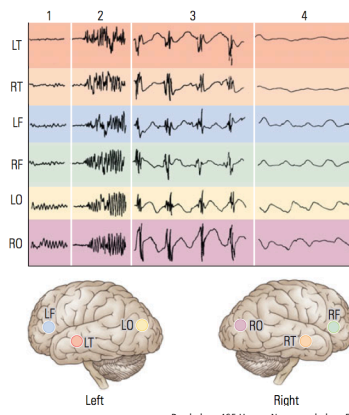 1 2 3 4
LT
RT
LF
RF
LO
RO
LF LO RO RF
LT RT
Left Right